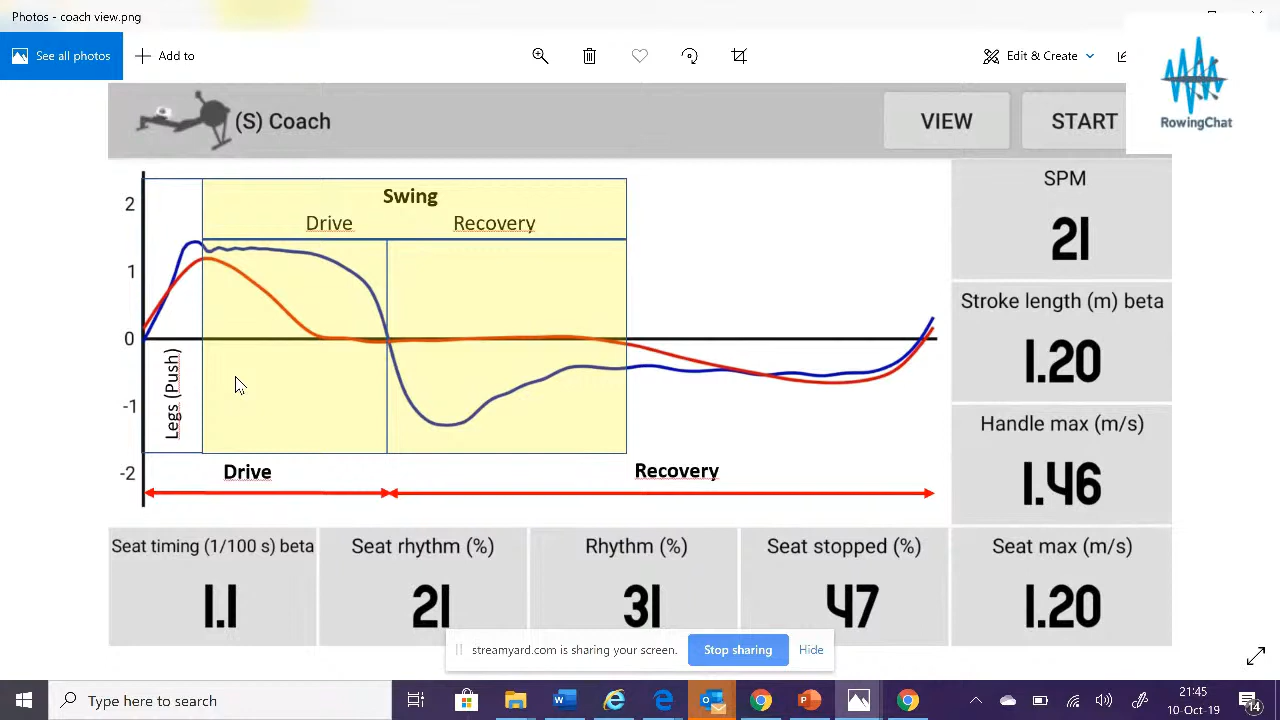 Photos - coach view.png
See all photos
Add to
Edit & Create
RowingChat
(S) Coach
VIEW
START
Swing
Drive Recovery
2
1
0
-1
-2
Legs (Push)
Drive
Recovery
SPM
21
Stroke length (m) beta
1.20
Handle max (m/s)
1.46
Seat timing (1/100 s) beta
1.1
Seat rhythm (%)
21
Rhythm (%)
31
Seat stopped (%)
47
Seat max (m/s)
1.20
streamyard.com is sharing your screen.
Stop sharing
Hide
Type here to search
21:45
10-Oct-19
14